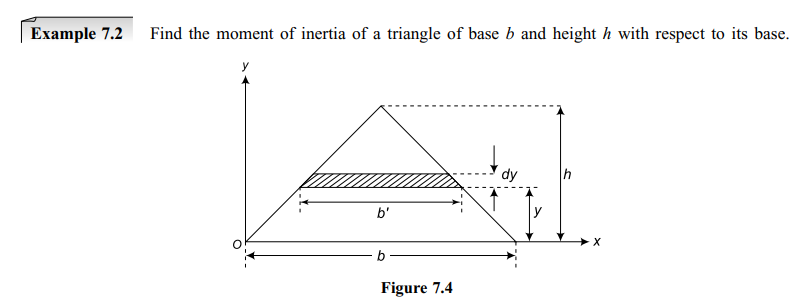 Example 7.2 Find the moment of inertia of a triangle of base b and height h with respect to its base.
y
dy
h
b'
y
O
x
b
Figure 7.4